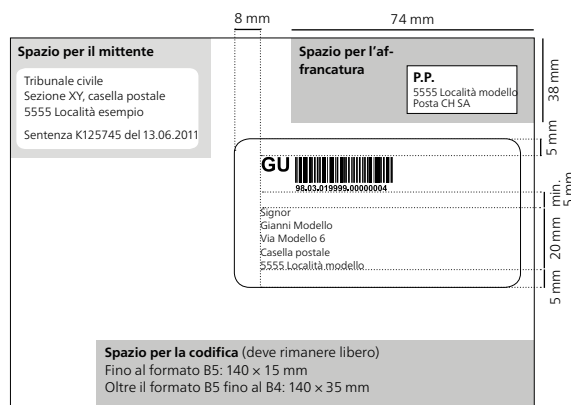 8 mm
74 mm
Spazio per il mittente
Tribunale civile
Sezione XY, casella postale
5555 Località esempio
Sentenza K125745 del 13.06.2011
Spazio per l'af-
francatura
P.P.
5555 Località modello
Posta CH SA
38 mm
5 mm
GU
98.03.019999.00000004
min.
5 mm
Signor
Gianni Modello
Via Modello 6
Casella postale
5555 Località modello
20 mm
5 mm
Spazio per la codifica (deve rimanere libero)
Fino al formato B5: 140 × 15 mm
Oltre il formato B5 fino al B4: 140 × 35 mm